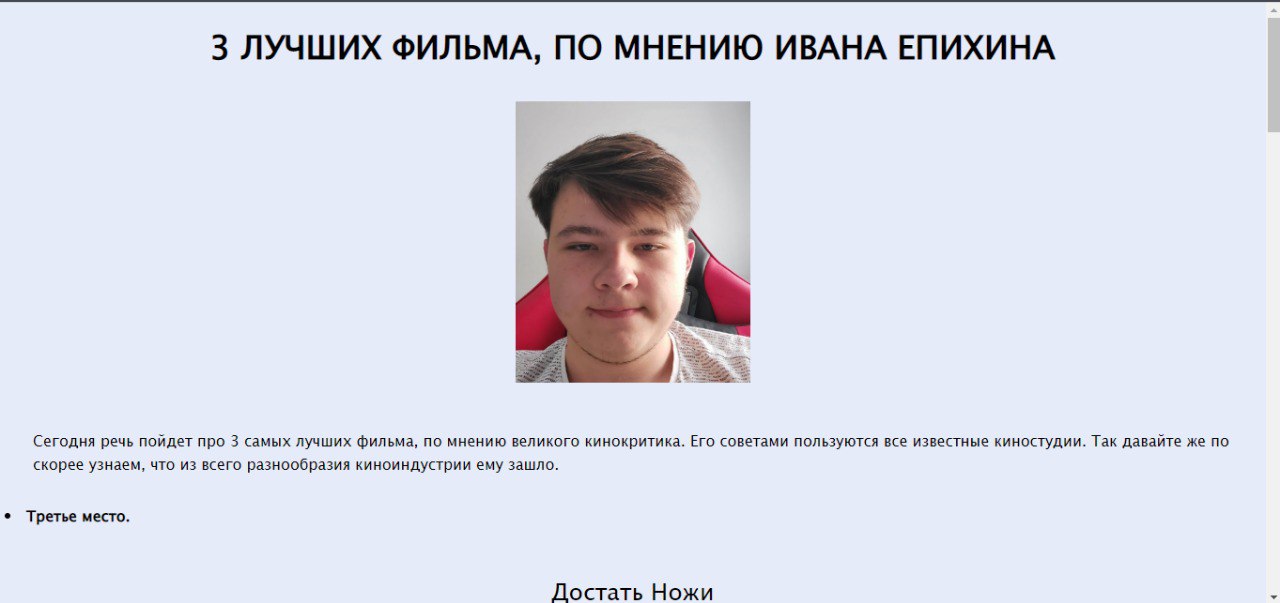 3 ЛУЧШИХ ФИЛЬМА, ПО МНЕНИЮ ИВАНА ЕПИХИНА
Сегодня речь пойдет про 3 самых лучших фильма, по мнению великого кинокритика. Его советами пользуются все известные киностудии. Так давайте же по
скорее узнаем, что из всего разнообразия киноиндустрии ему зашло.
• Третье место.
Достать Ножи